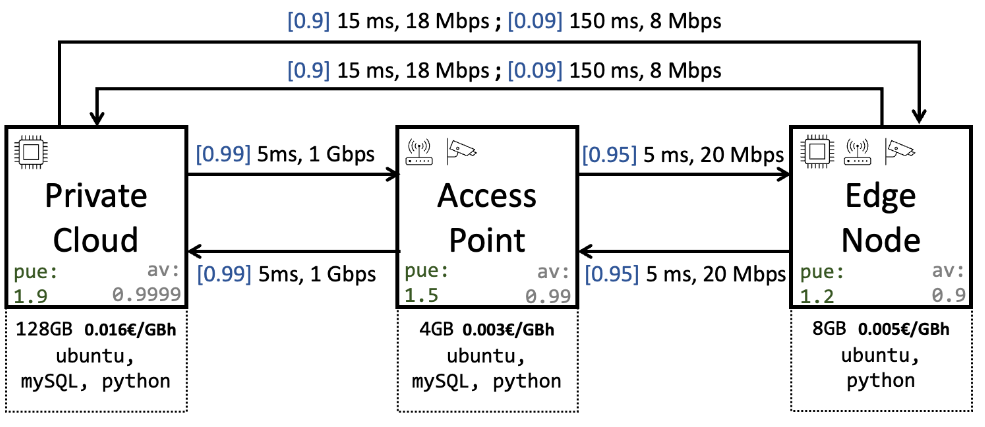 [0.9] 15 ms, 18 Mbps ; [0.09] 150 ms, 8 Mbps
[0.9] 15 ms, 18 Mbps ; [0.09] 150 ms, 8 Mbps
Private
Cloud
pue:
1.9
av:
0.9999
[0.99] 5ms, 1 Gbps
[0.99] 5ms, 1 Gbps
Access
Point
pue:
1.5
av:
0.99
[0.95] 5 ms, 20 Mbps
[0.95] 5 ms, 20 Mbps
Edge
Node
pue:
1.2
av:
0.9
128GB 0.016€/GBh
ubuntu,
mySQL, python
4GB 0.003€/GBh
ubuntu,
mySQL, python
8GB 0.005€/GBh
ubuntu,
python